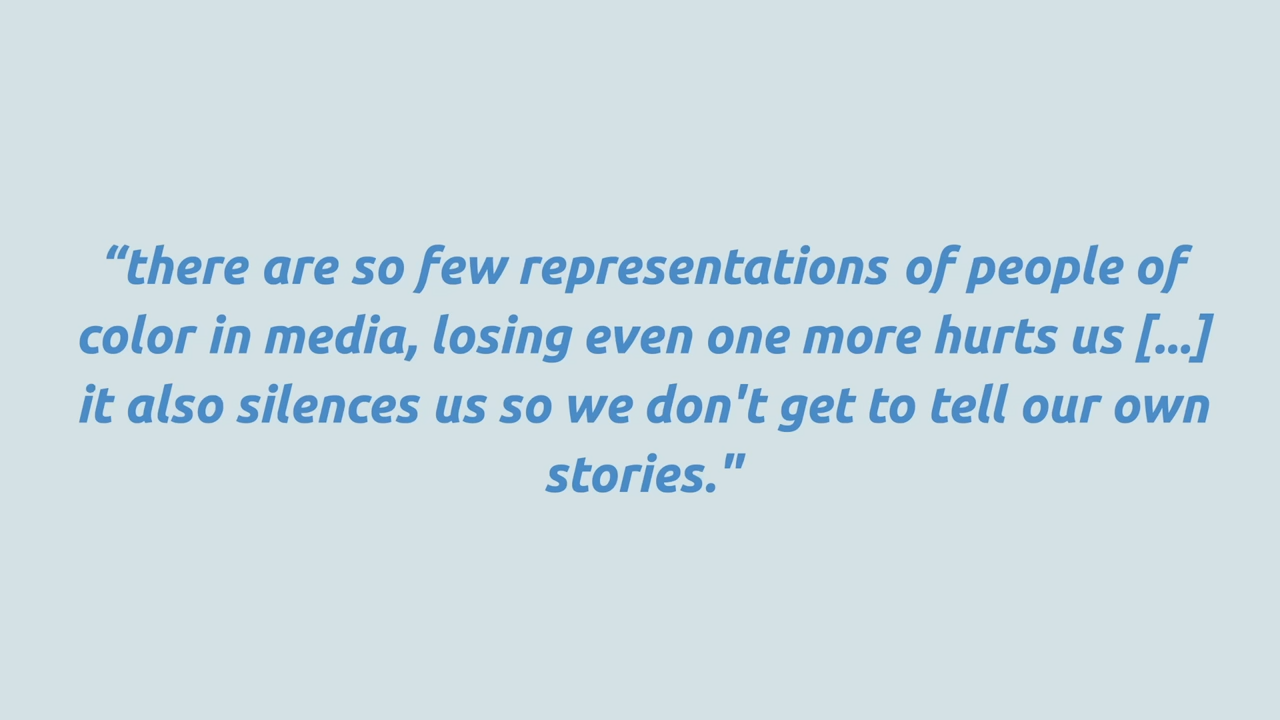 “there are so few representations of people of
color in media, losing even one more hurts us [...]
it also silences us so we don't get to tell our own
stories."